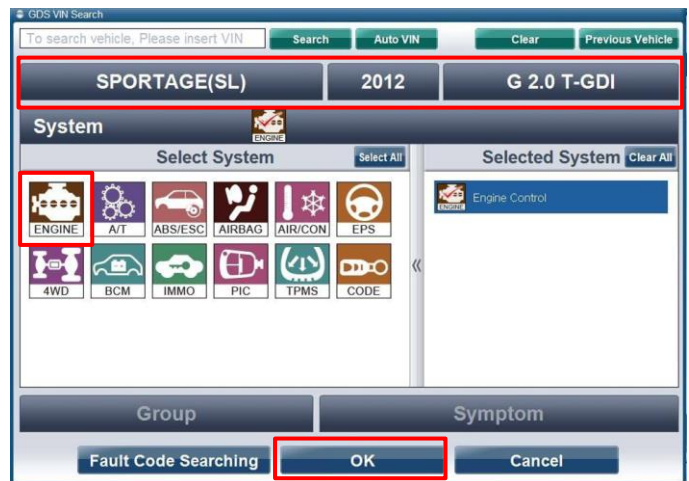 GDS VIN Search
To search vehicle, Please insert VIN Search Auto VIN Clear Previous Vehicle
SPORTAGE(SL) 2012 G 2.0 T-GDI
System ENGINE
Select System Select All Selected System Clear All
ENGINE A/T ABS/ESC AIRBAG AIR/CON EPS
ENGINE Engine Control
4WD BCM IMMO PIC TPMS CODE
«
Group Symptom
Fault Code Searching OK Cancel